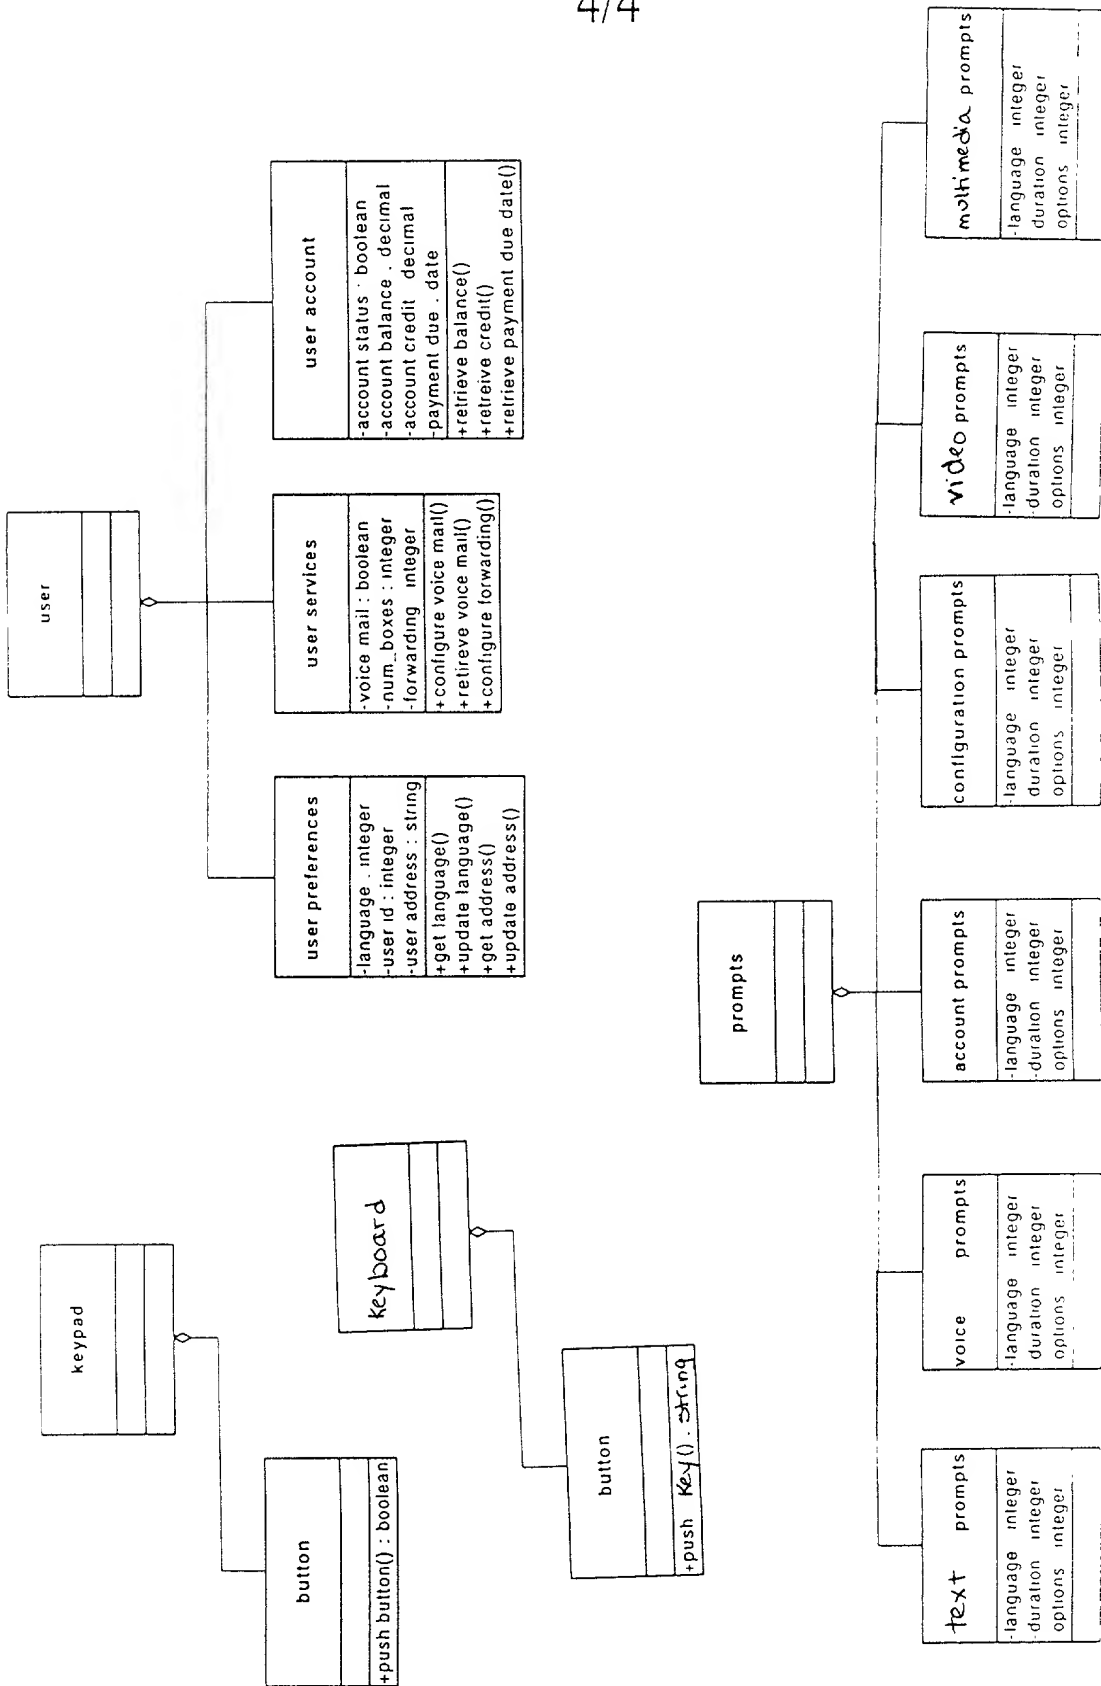 4/4
keypad
button
+push button() : boolean
keyboard
button
+push key() . string
user
user preferences
-language . integer
-user id : integer
-user address : string
+get language()
+update language()
+get address()
+update address()
user services
-voice mail : boolean
-num_boxes : integer
-forwarding integer
+configure voice mail()
+retireve voice mail()
+configure forwarding()
user account
-account status : boolean
-account balance . decimal
-account credit decimal
-payment due . date
+retrieve balance()
+retreive credit()
+retrieve payment due date()
prompts
text prompts
-language integer
-duration integer
options integer
voice prompts
-language integer
duration integer
options integer
account prompts
-language integer
-duration integer
options integer
configuration prompts
-language integer
duration integer
options integer
video prompts
-language integer
-duration integer
options integer
multimedia prompts
-language integer
duration integer
options integer